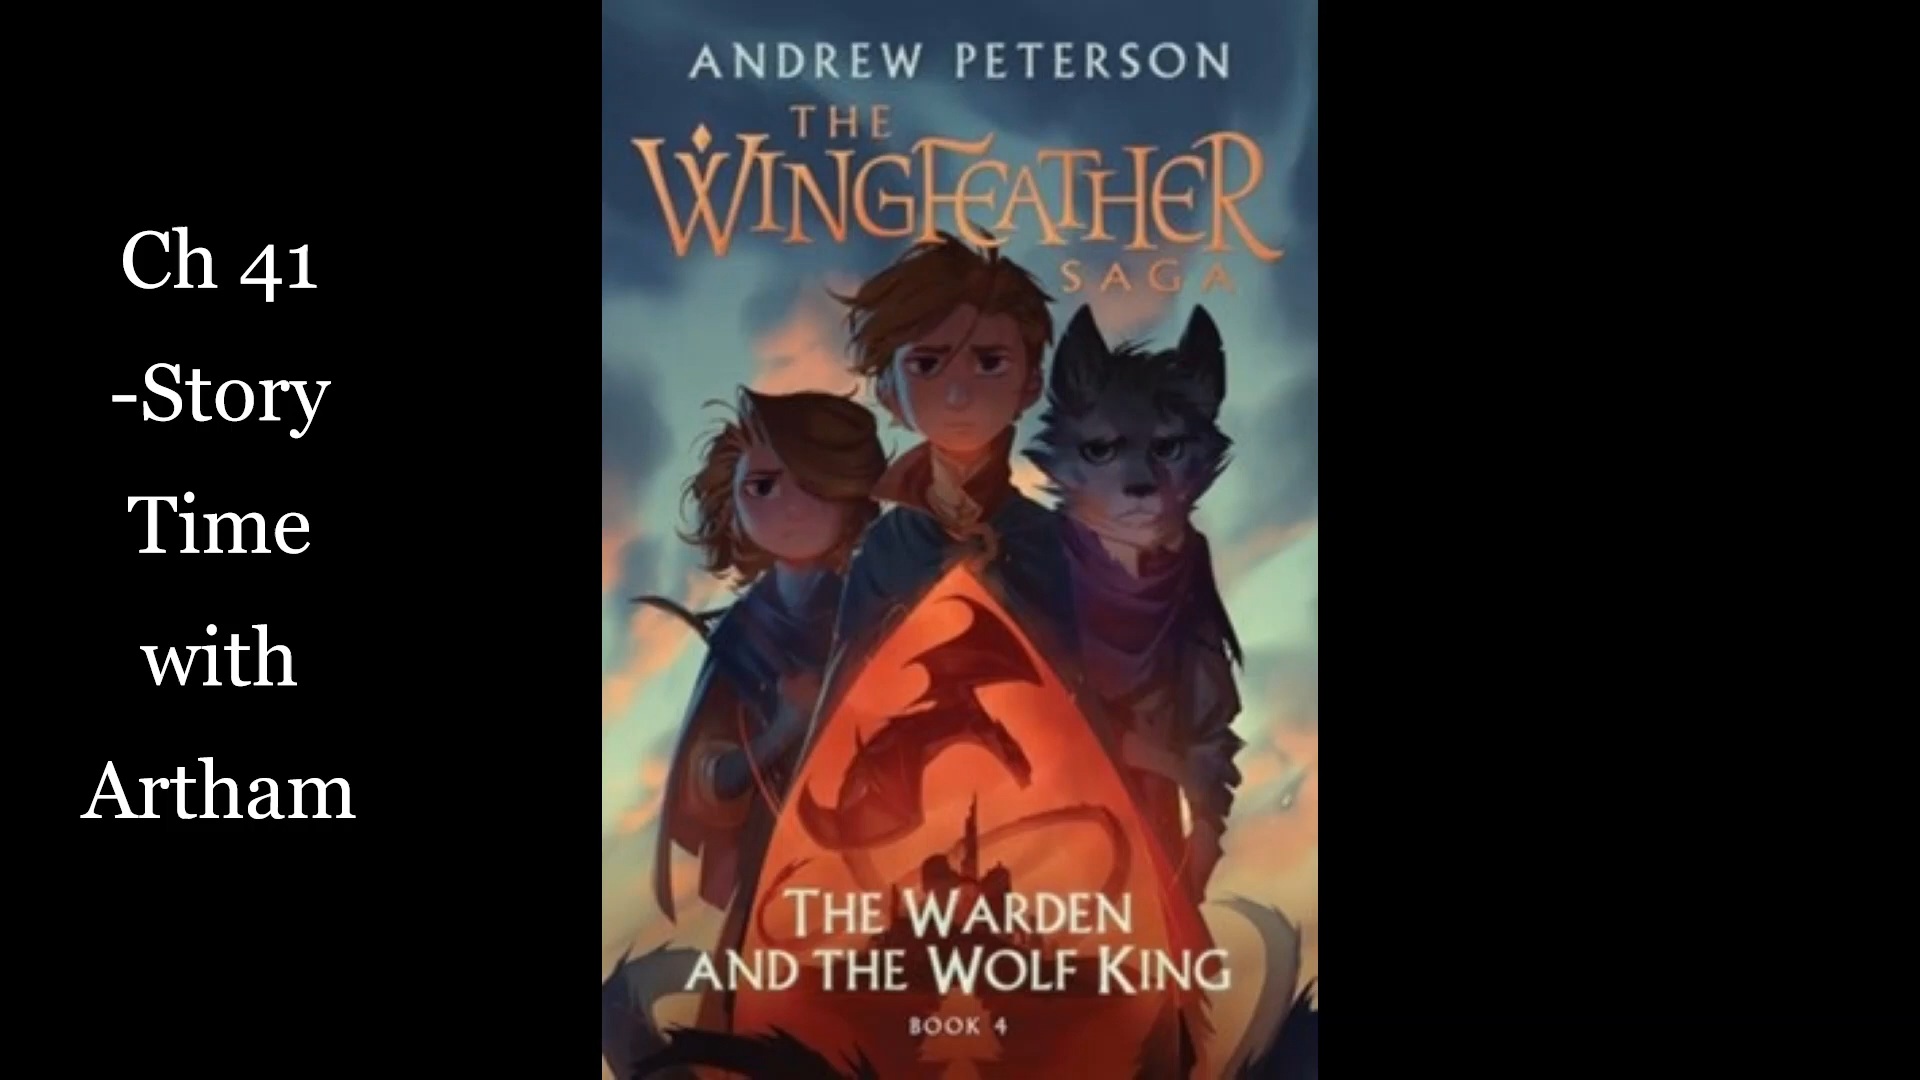 Ch 41
-Story
Time
with
Artham
ANDREW PETERSON
THE
WINGFEATHER
SAGA
THE WARDEN
AND THE WOLF KING
BOOK 4